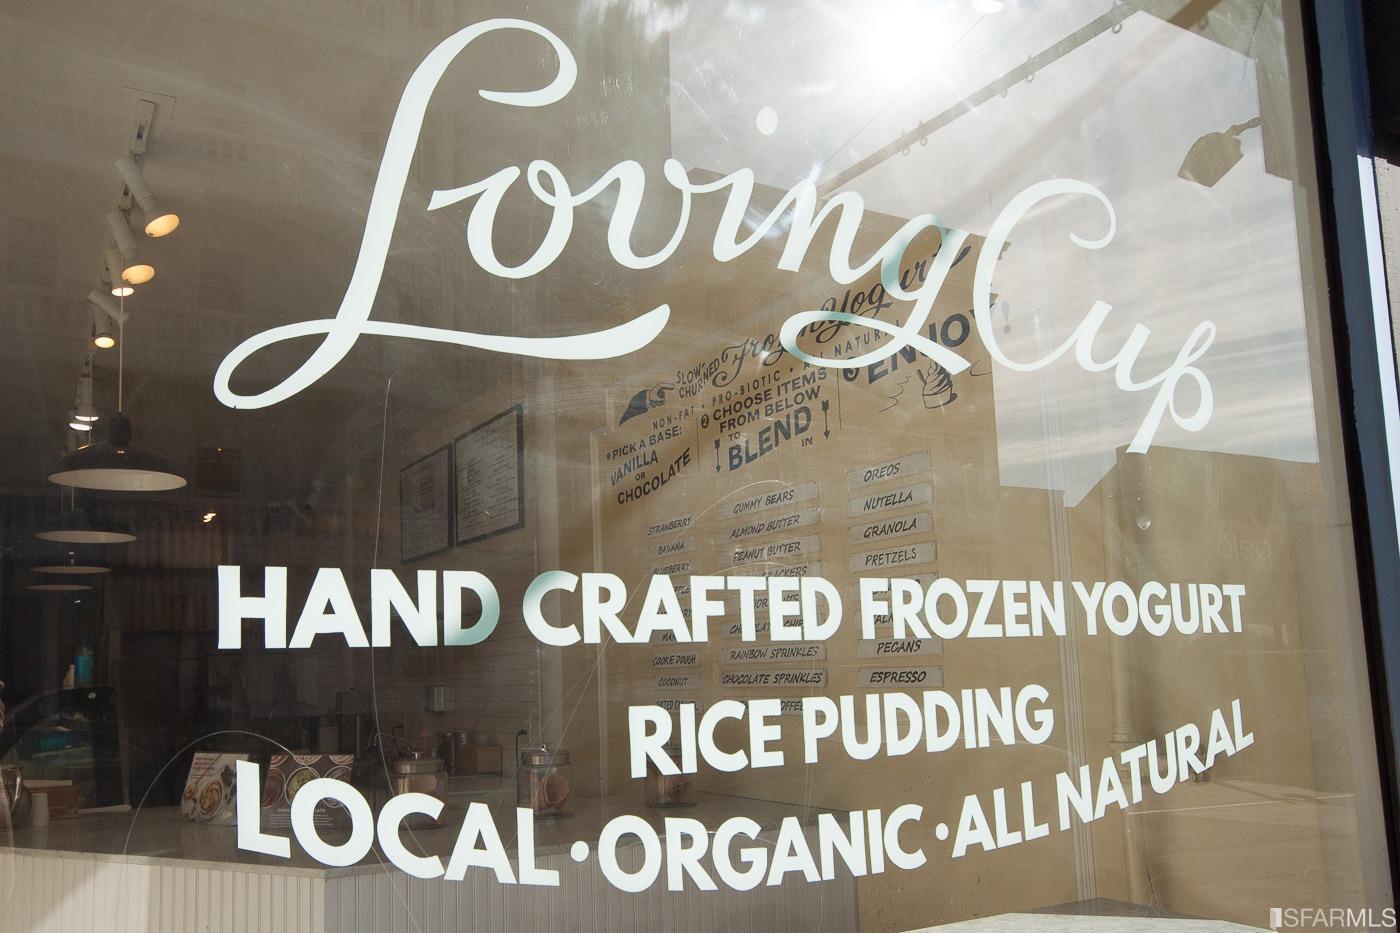 Loving Cup
HAND CRAFTED FROZEN YOGURT
RICE PUDDING
LOCAL · ORGANIC · ALL NATURAL
SLOW-CHURNED Frozen Yogurt
NON-FAT • PRO-BIOTIC • ALL NATURAL
PICK A BASE:
VANILLA
OR
CHOCOLATE
CHOOSE ITEMS
FROM BELOW
TO
BLEND
IN
& ENJOY!
STRAWBERRY
BANANA
BLUEBERRY
COOKIE DOUGH
COCONUT
GUMMY BEARS
ALMOND BUTTER
PEANUT BUTTER
RAINBOW SPRINKLES
CHOCOLATE SPRINKLES
OREOS
NUTELLA
GRANOLA
PRETZELS
PECANS
ESPRESSO
SFARMLS